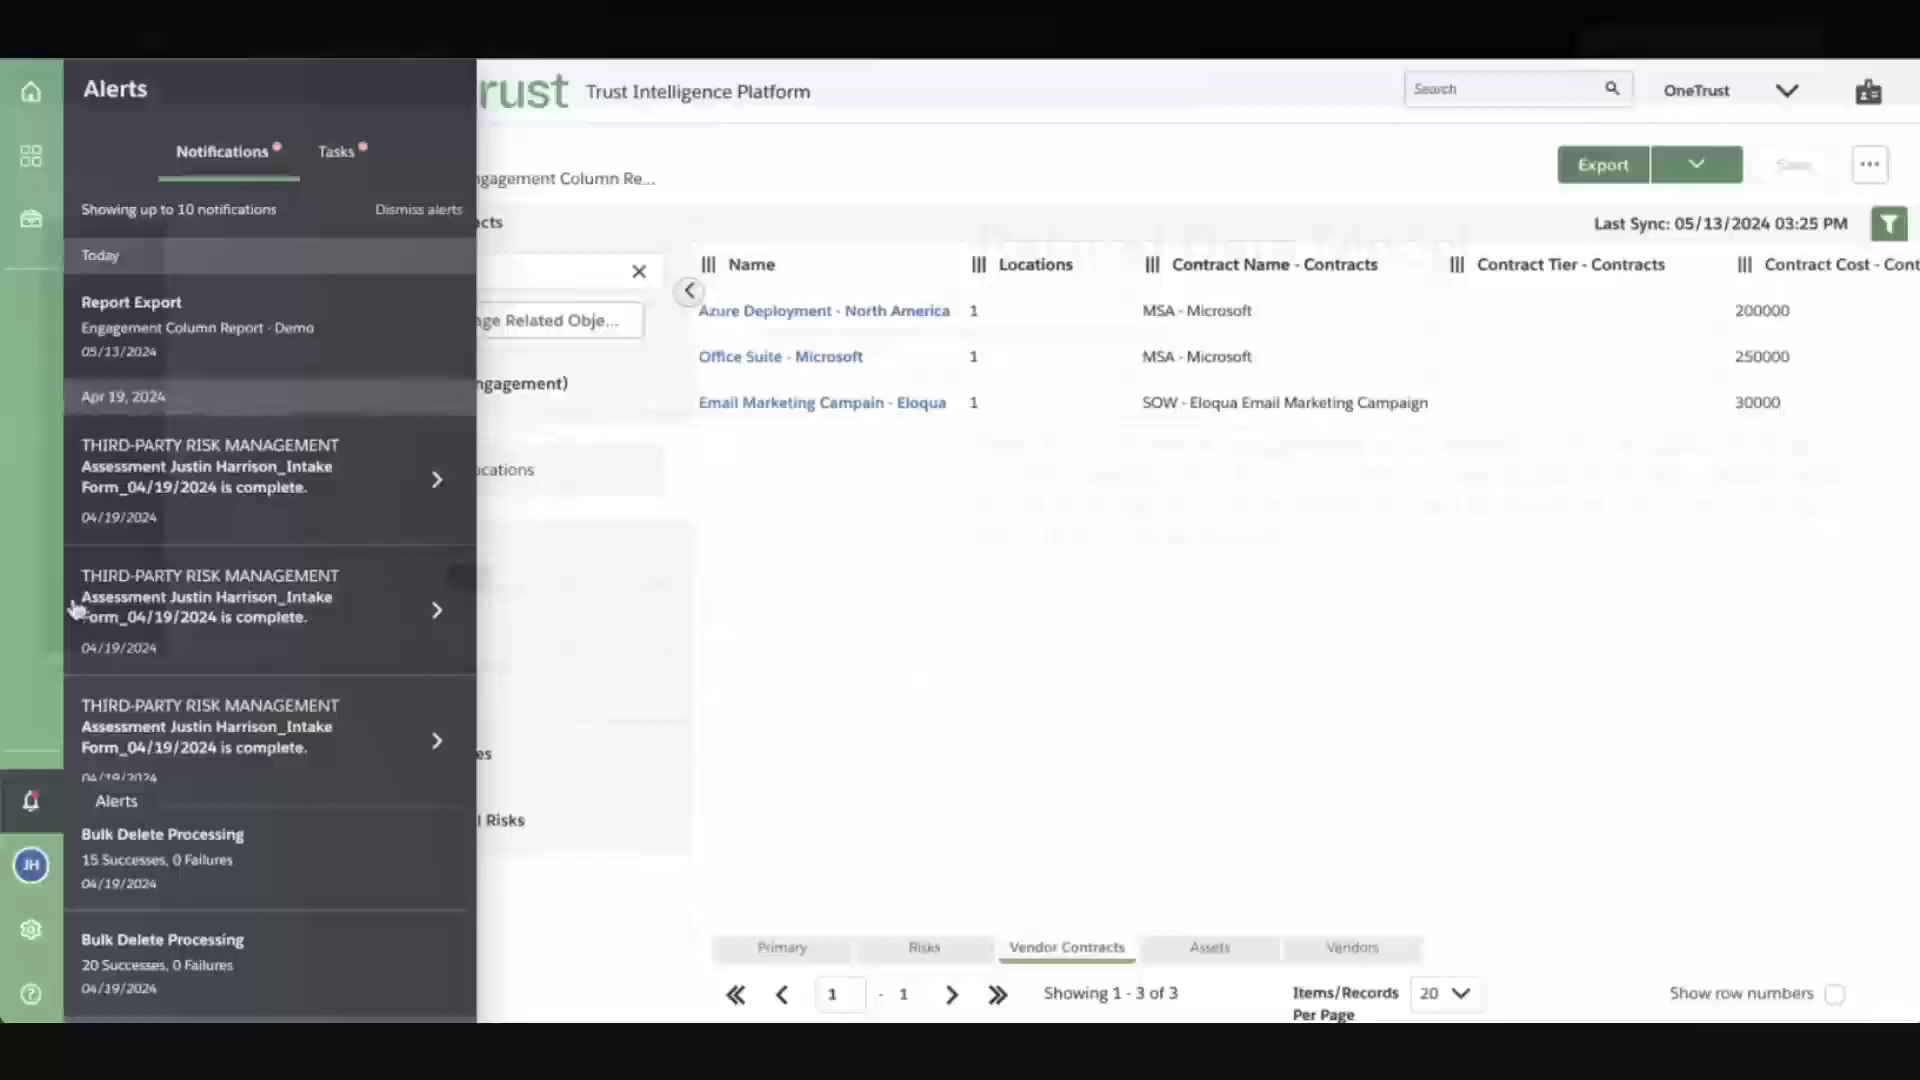 Alerts
Notifications Tasks
Showing up to 10 notifications Dismiss alerts
Today
Report Export
Engagement Column Report - Demo
05/13/2024
Apr 19, 2024
THIRD-PARTY RISK MANAGEMENT
Assessment Justin Harrison_Intake
Form_04/19/2024 is complete.
04/19/2024
THIRD-PARTY RISK MANAGEMENT
Assessment Justin Harrison_Intake
Form_04/19/2024 is complete.
04/19/2024
THIRD-PARTY RISK MANAGEMENT
Assessment Justin Harrison_Intake
Form_04/19/2024 is complete.
04/19/2024
Alerts
Bulk Delete Processing
15 Successes, 0 Failures
04/19/2024
Bulk Delete Processing
20 Successes, 0 Failures
04/19/2024
JH
rust Trust Intelligence Platform
Search
OneTrust
ngagement Column Re...
Export
Save
Last Sync: 05/13/2024 03:25 PM
cts
ge Related Obje...
ngagement)
cations
es
l Risks
Name Locations Contract Name - Contracts Contract Tier - Contracts Contract Cost - Cont
Azure Deployment - North America 1 MSA - Microsoft 200000
Office Suite - Microsoft 1 MSA - Microsoft 250000
Email Marketing Campain - Eloqua 1 SOW - Eloqua Email Marketing Campaign 30000
Primary Risks Vendor Contracts Assets Vendors
1 - 1 Showing 1 - 3 of 3
Items/Records
Per Page
20
Show row numbers